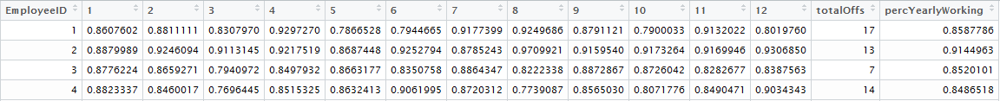 EmployeeID 1 2 3 4 5 6 7 8 9 10 11 12 totalOffs percYearlyWorking
1 0.8607602 0.8811111 0.8307970 0.9297270 0.7866528 0.7944665 0.9177399 0.9249686 0.8791121 0.7900033 0.9132022 0.8019760 17 0.8587786
2 0.8879989 0.9246094 0.9113145 0.9217519 0.8687448 0.9252794 0.8785243 0.9709921 0.9159540 0.9173264 0.9169946 0.9306850 13 0.9144963
3 0.8776224 0.8659271 0.7940972 0.8497932 0.8663177 0.8350758 0.8864347 0.8222338 0.8872867 0.8726042 0.8282677 0.8387563 7 0.8520101
4 0.8823337 0.8460017 0.7696445 0.8515325 0.8632413 0.9061995 0.8720312 0.7739087 0.8565030 0.8071776 0.8490471 0.9034343 14 0.8486518